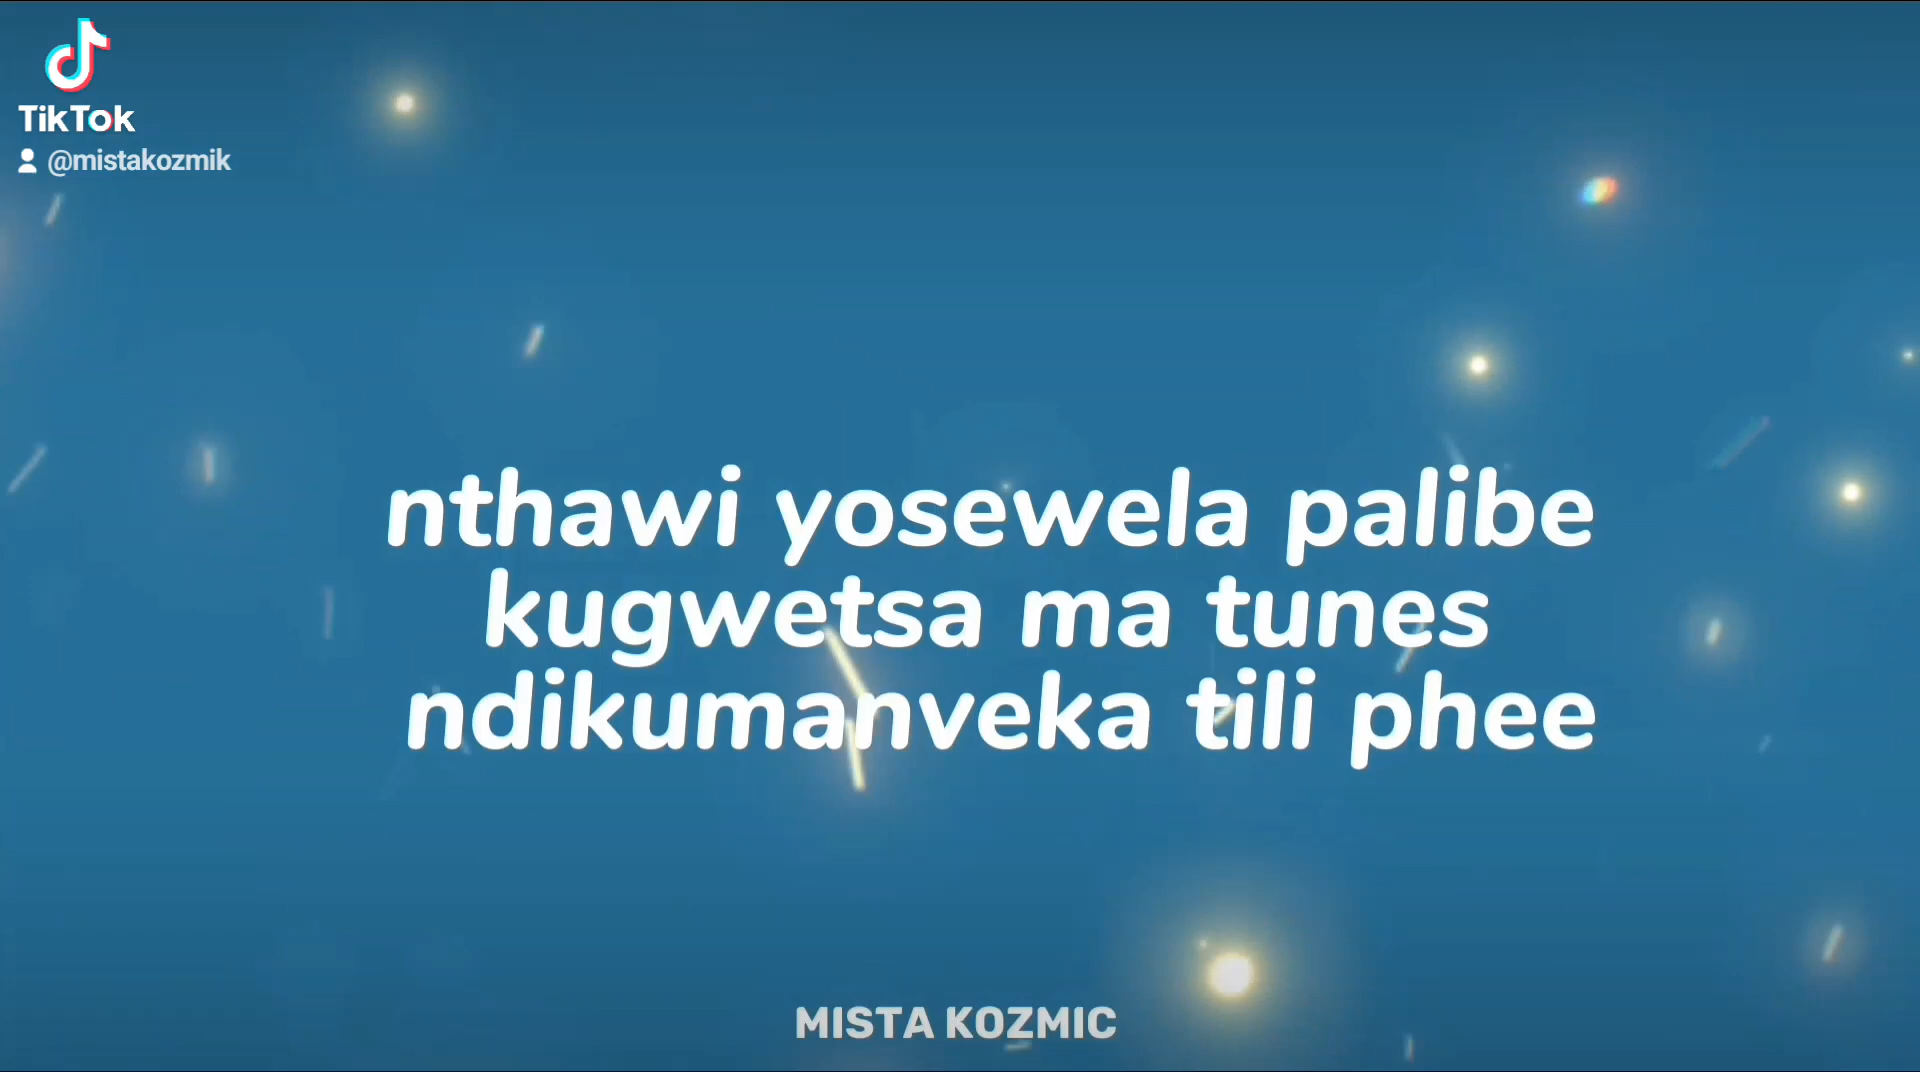 TikTok
@mistakozmik
nthawi yosewela palibe
kugwetsa ma tunes
ndikumanveka tili phee
MISTA KOZMIC